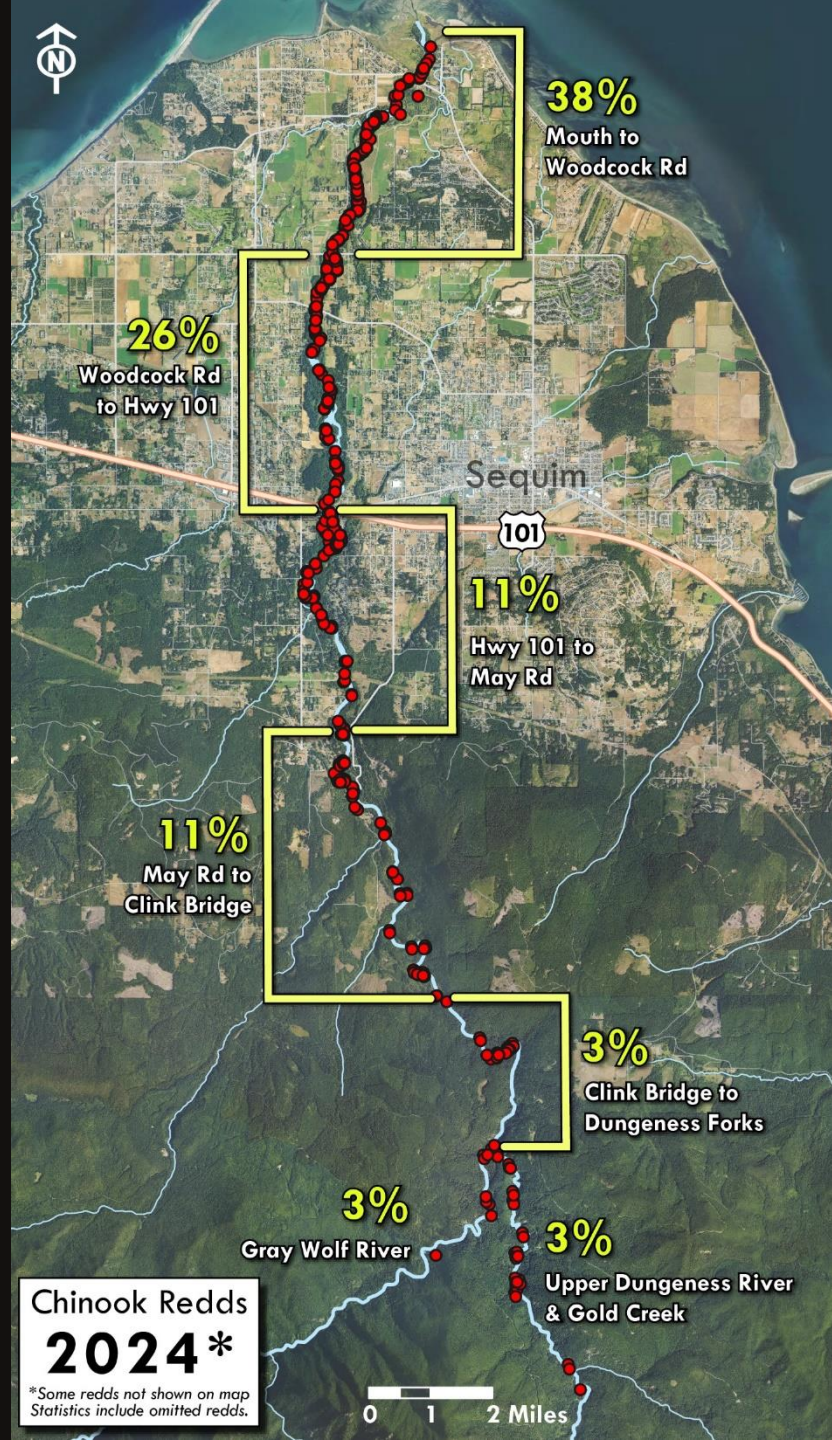 N
38%
Mouth to
Woodcock Rd
26%
Woodcock Rd
to Hwy 101
Sequim
101
11%
Hwy 101 to
May Rd
11%
May Rd to
Clink Bridge
3%
Clink Bridge to
Dungeness Forks
3%
Gray Wolf River
3%
Upper Dungeness River
& Gold Creek
Chinook Redds
2024*
*Some redds not shown on map
Statistics include omitted redds.
0 1 2 Miles